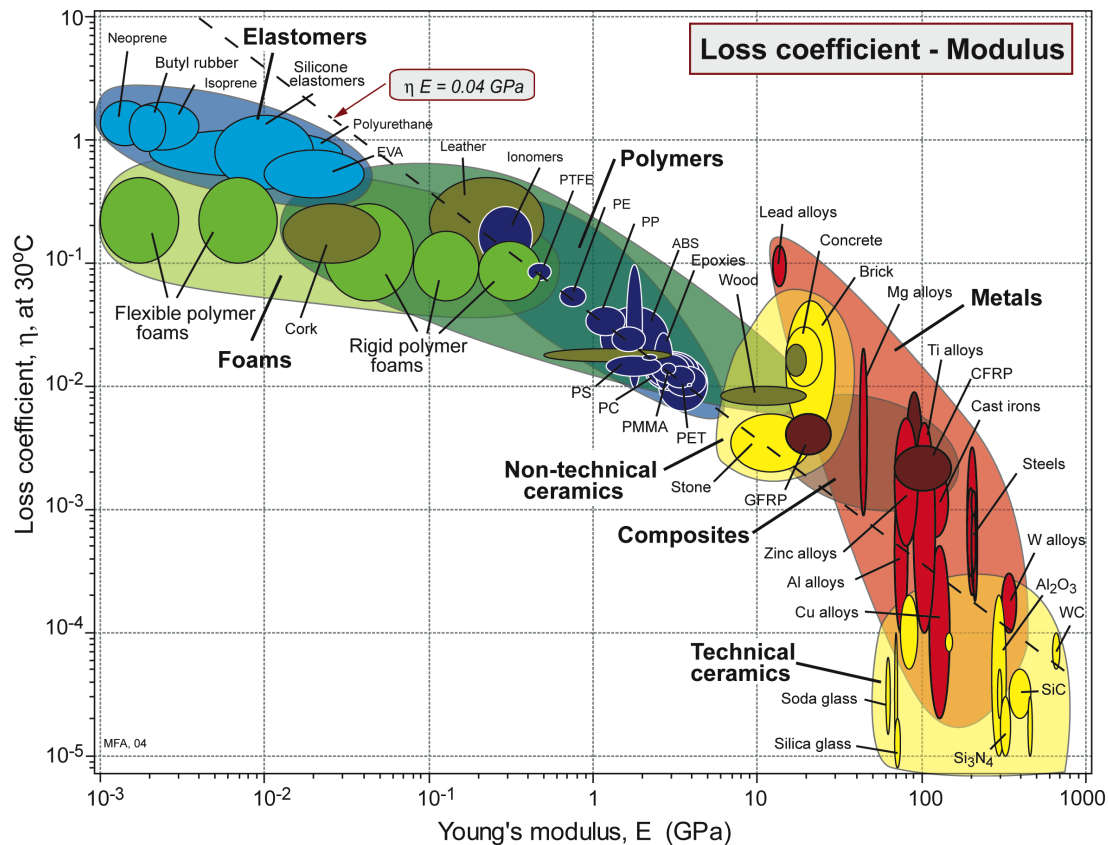 Loss coefficient - Modulus
10
1
10-1
10-2
10-3
10-4
10-5
Loss coefficient, η, at 30ºC
Neoprene
Butyl rubber
Isoprene
Elastomers
Silicone
elastomers
η E = 0.04 GPa
Polyurethane
EVA
Leather
Ionomers
Polymers
PTFE
PE
PP
ABS
Epoxies
Wood
Lead alloys
Concrete
Brick
Mg alloys
Metals
Ti alloys
CFRP
Cast irons
Steels
W alloys
Al2O3
WC
Flexible polymer
foams
Foams
Cork
Rigid polymer
foams
PS
PC
PMMA
PET
Non-technical
ceramics
Stone
GFRP
Composites
Zinc alloys
Al alloys
Cu alloys
Technical
ceramics
Soda glass
Silica glass
Si3N4
SiC
MFA, 04
10-3
10-2
10-1
1
10
100
1000
Young's modulus, E (GPa)